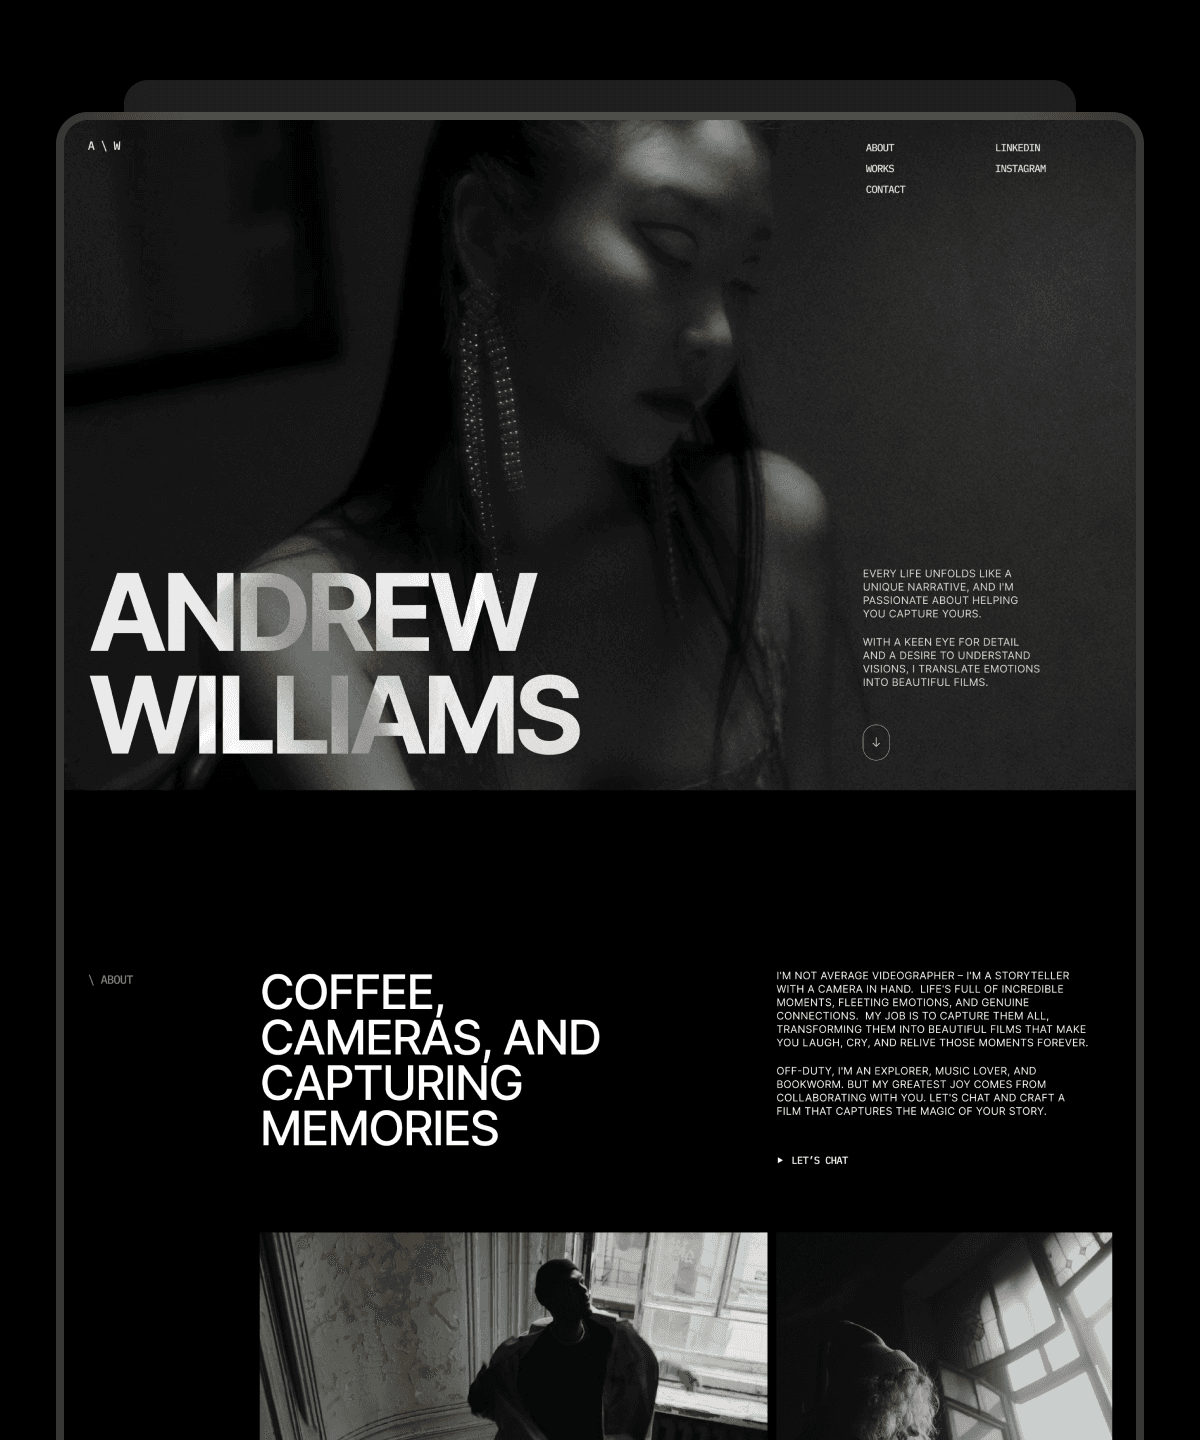 A \ W
ABOUT
WORKS
CONTACT
LINKEDIN
INSTAGRAM
ANDREW
WILLIAMS
EVERY LIFE UNFOLDS LIKE A
UNIQUE NARRATIVE, AND I'M
PASSIONATE ABOUT HELPING
YOU CAPTURE YOURS.
WITH A KEEN EYE FOR DETAIL
AND A DESIRE TO UNDERSTAND
VISIONS, I TRANSLATE EMOTIONS
INTO BEAUTIFUL FILMS.
\ ABOUT
COFFEE,
CAMERAS, AND
CAPTURING
MEMORIES
I'M NOT AVERAGE VIDEOGRAPHER – I'M A STORYTELLER
WITH A CAMERA IN HAND.  LIFE'S FULL OF INCREDIBLE
MOMENTS, FLEETING EMOTIONS, AND GENUINE
CONNECTIONS.  MY JOB IS TO CAPTURE THEM ALL,
TRANSFORMING THEM INTO BEAUTIFUL FILMS THAT MAKE
YOU LAUGH, CRY, AND RELIVE THOSE MOMENTS FOREVER.
OFF-DUTY, I'M AN EXPLORER, MUSIC LOVER, AND
BOOKWORM. BUT MY GREATEST JOY COMES FROM
COLLABORATING WITH YOU. LET'S CHAT AND CRAFT A
FILM THAT CAPTURES THE MAGIC OF YOUR STORY.
LET’S CHAT